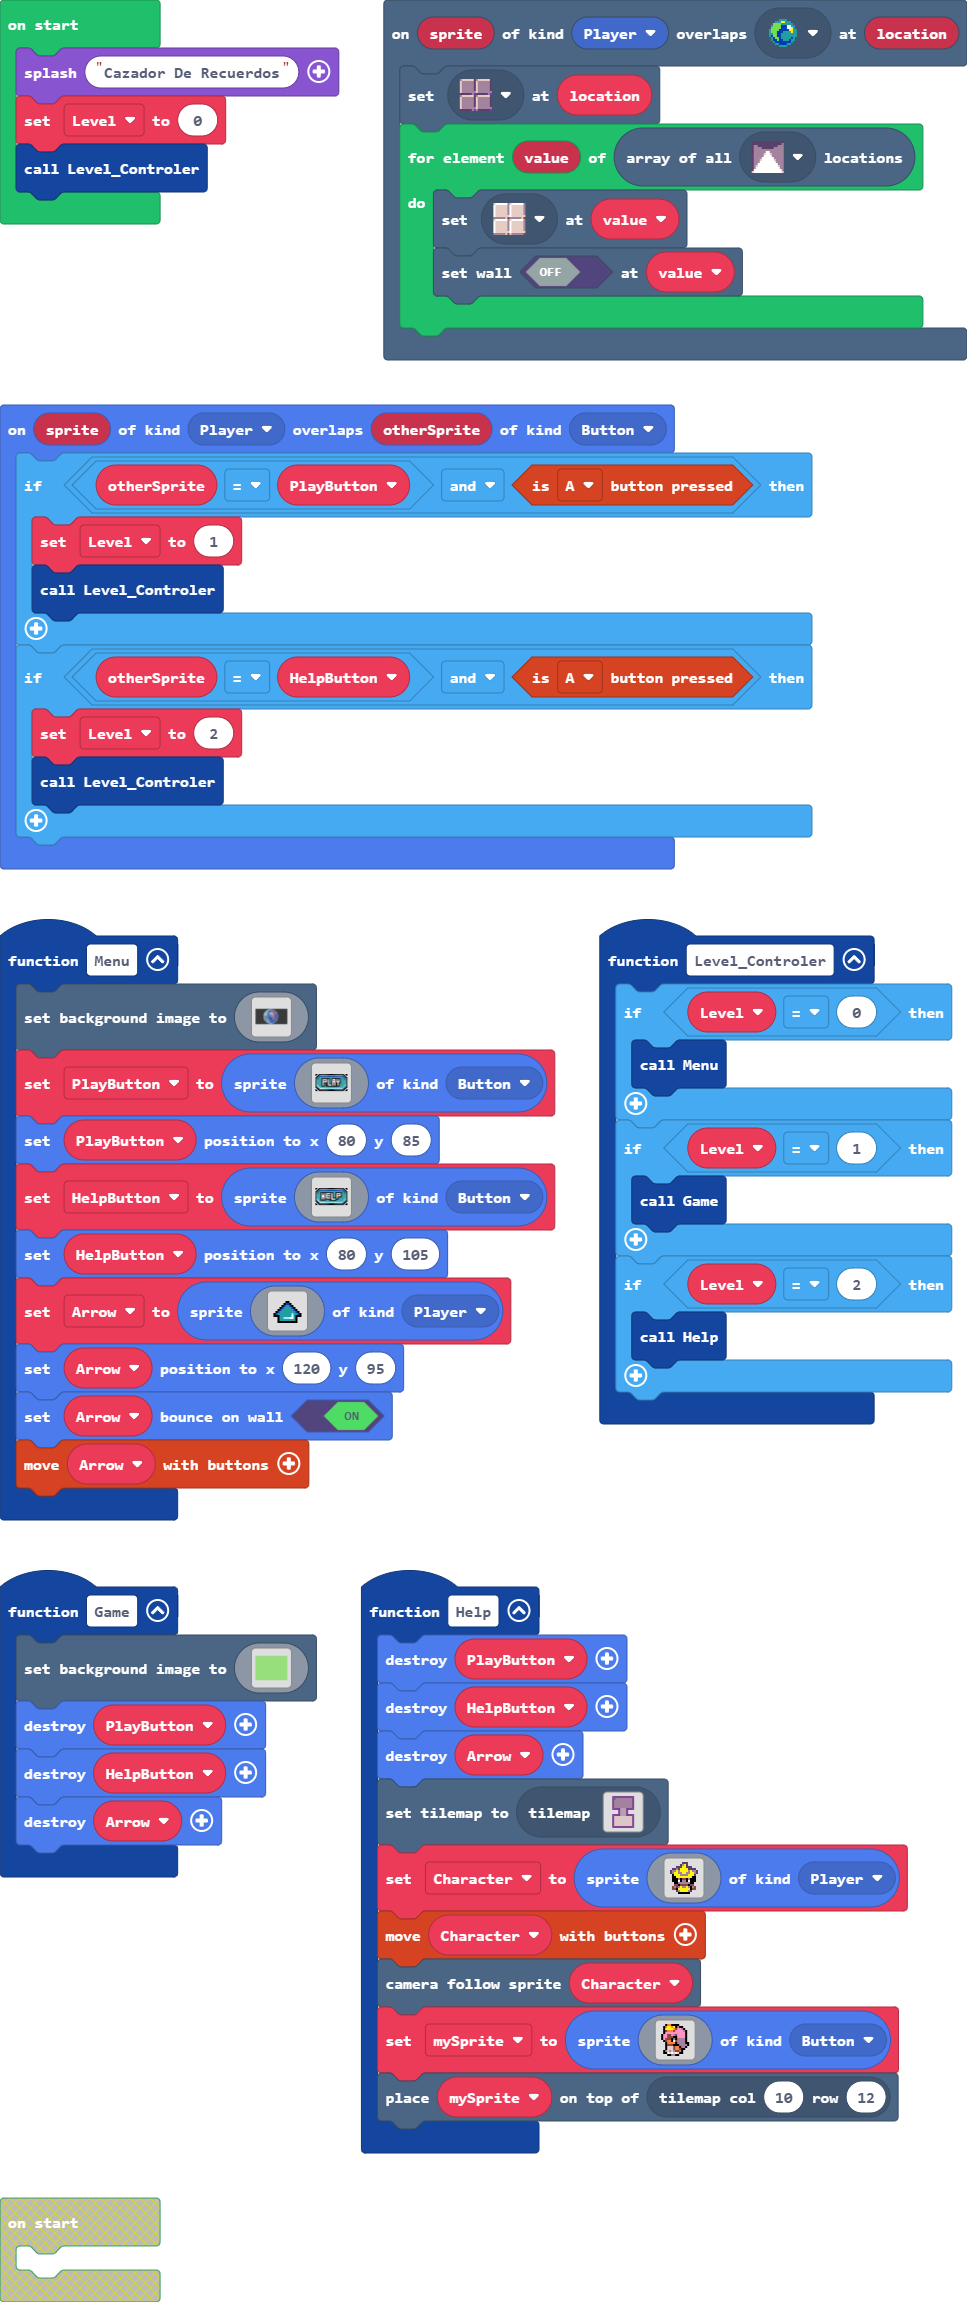 on start
splash "Cazador De Recuerdos"
set Level to 0
call Level_Controler
on sprite of kind Player overlaps at location
set at location
for element value of array of all locations
do
set at value
set wall OFF at value
on sprite of kind Player overlaps otherSprite of kind Button
if otherSprite = PlayButton and is A button pressed then
set Level to 1
call Level_Controler
if otherSprite = HelpButton and is A button pressed then
set Level to 2
call Level_Controler
function Menu
set background image to
set PlayButton to sprite PLAY of kind Button
set PlayButton position to x 80 y 85
set HelpButton to sprite HELP of kind Button
set HelpButton position to x 80 y 105
set Arrow to sprite of kind Player
set Arrow position to x 120 y 95
set Arrow bounce on wall ON
move Arrow with buttons
function Level_Controler
if Level = 0 then
call Menu
if Level = 1 then
call Game
if Level = 2 then
call Help
function Game
set background image to
destroy PlayButton
destroy HelpButton
destroy Arrow
function Help
destroy PlayButton
destroy HelpButton
destroy Arrow
set tilemap to tilemap
set Character to sprite of kind Player
move Character with buttons
camera follow sprite Character
set mySprite to sprite of kind Button
place mySprite on top of tilemap col 10 row 12
on start